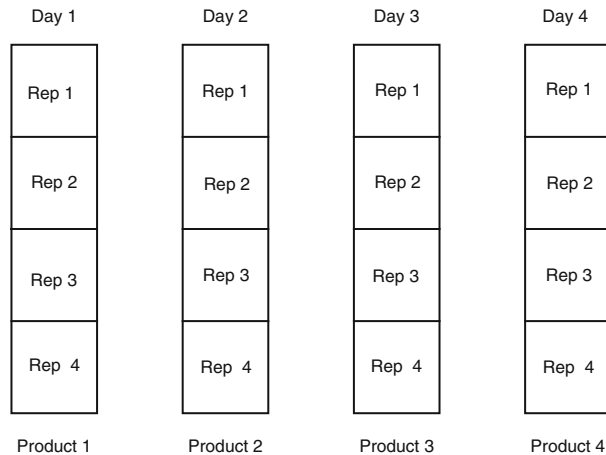 Day 1 Day 2 Day 3 Day 4
Rep 1 Rep 1 Rep 1 Rep 1
Rep 2 Rep 2 Rep 2 Rep 2
Rep 3 Rep 3 Rep 3 Rep 3
Rep 4 Rep 4 Rep 4 Rep 4
Product 1 Product 2 Product 3 Product 4